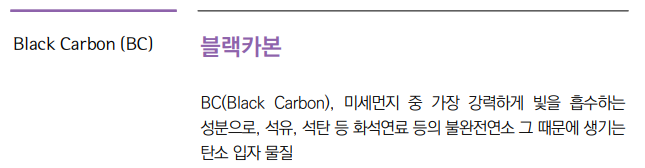 Black Carbon (BC)
블랙카본
BC(Black Carbon), 미세먼지 중 가장 강력하게 빛을 흡수하는
성분으로, 석유, 석탄 등 화석연료 등의 불완전연소 그 때문에 생기는
탄소 입자 물질